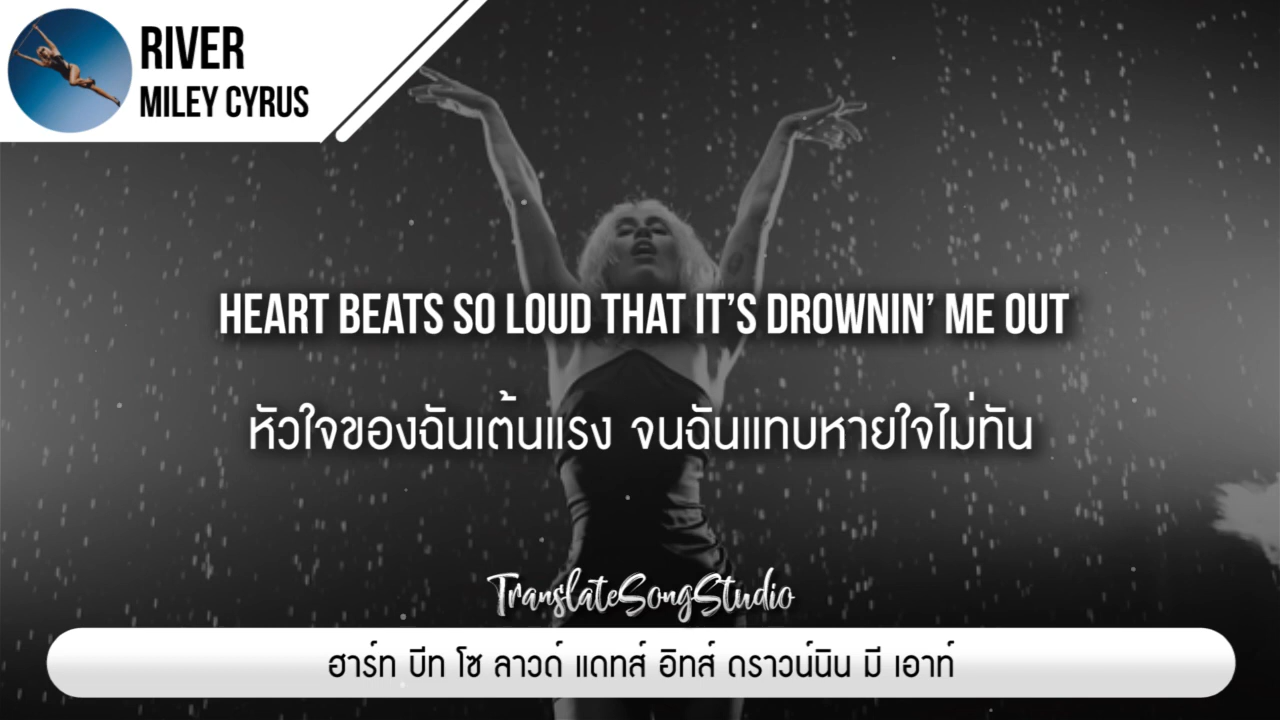 RIVER
MILEY CYRUS
HEART BEATS SO LOUD THAT IT'S DROWNIN' ME OUT
หัวใจของฉันเต้นแรง จนฉันแทบหายใจไม่ทัน
TranslateSongStudio
ฮาร์ท บีท โซ ลาวด์ แดทส์ อิทส์ ดราวน์นิน มี เอาท์